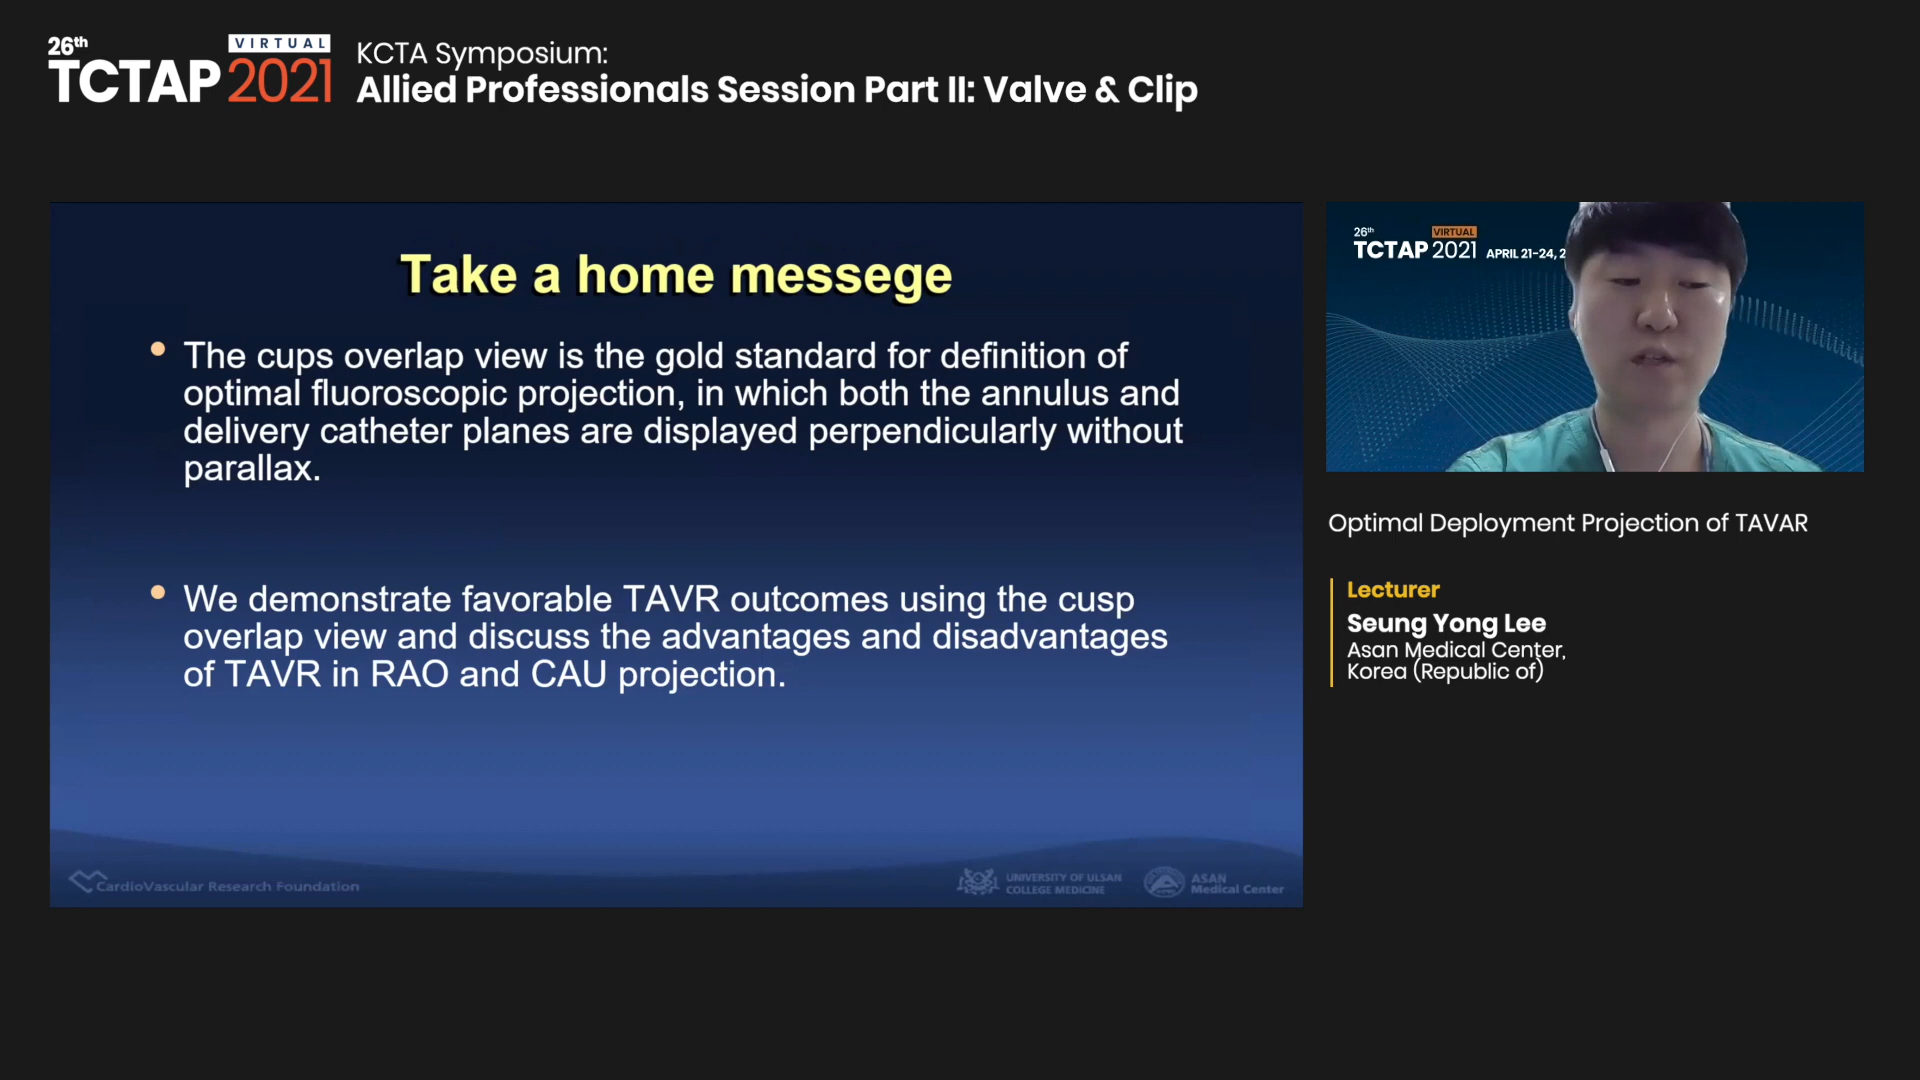 26th
VIRTUAL
TCTAP 2021
KCTA Symposium:
Allied Professionals Session Part II: Valve & Clip
Take a home messege
• The cups overlap view is the gold standard for definition of
optimal fluoroscopic projection, in which both the annulus and
delivery catheter planes are displayed perpendicularly without
parallax.
• We demonstrate favorable TAVR outcomes using the cusp
overlap view and discuss the advantages and disadvantages
of TAVR in RAO and CAU projection.
CardioVascular Research Foundation
UNIVERSITY OF ULSAN
COLLEGE MEDICINE
ASAN
Medical Center
26th
VIRTUAL
TCTAP 2021 APRIL 21-24, 2
Optimal Deployment Projection of TAVAR
Lecturer
Seung Yong Lee
Asan Medical Center,
Korea (Republic of)